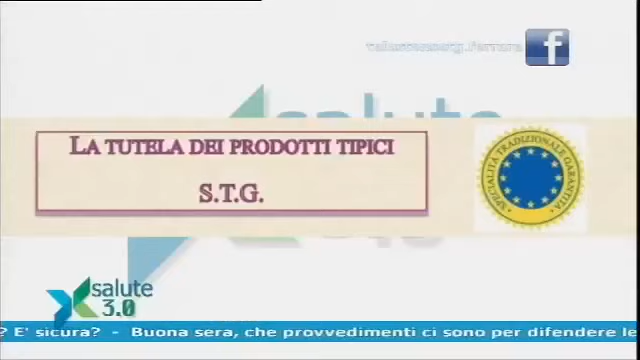 LA TUTELA DEI PRODOTTI TIPICI
S.T.G.
SPECIALITÀ TRADIZIONALE GARANTITA
salute
salute
3.0
? E' sicura? - Buona sera, che provvedimenti ci sono per difendere le